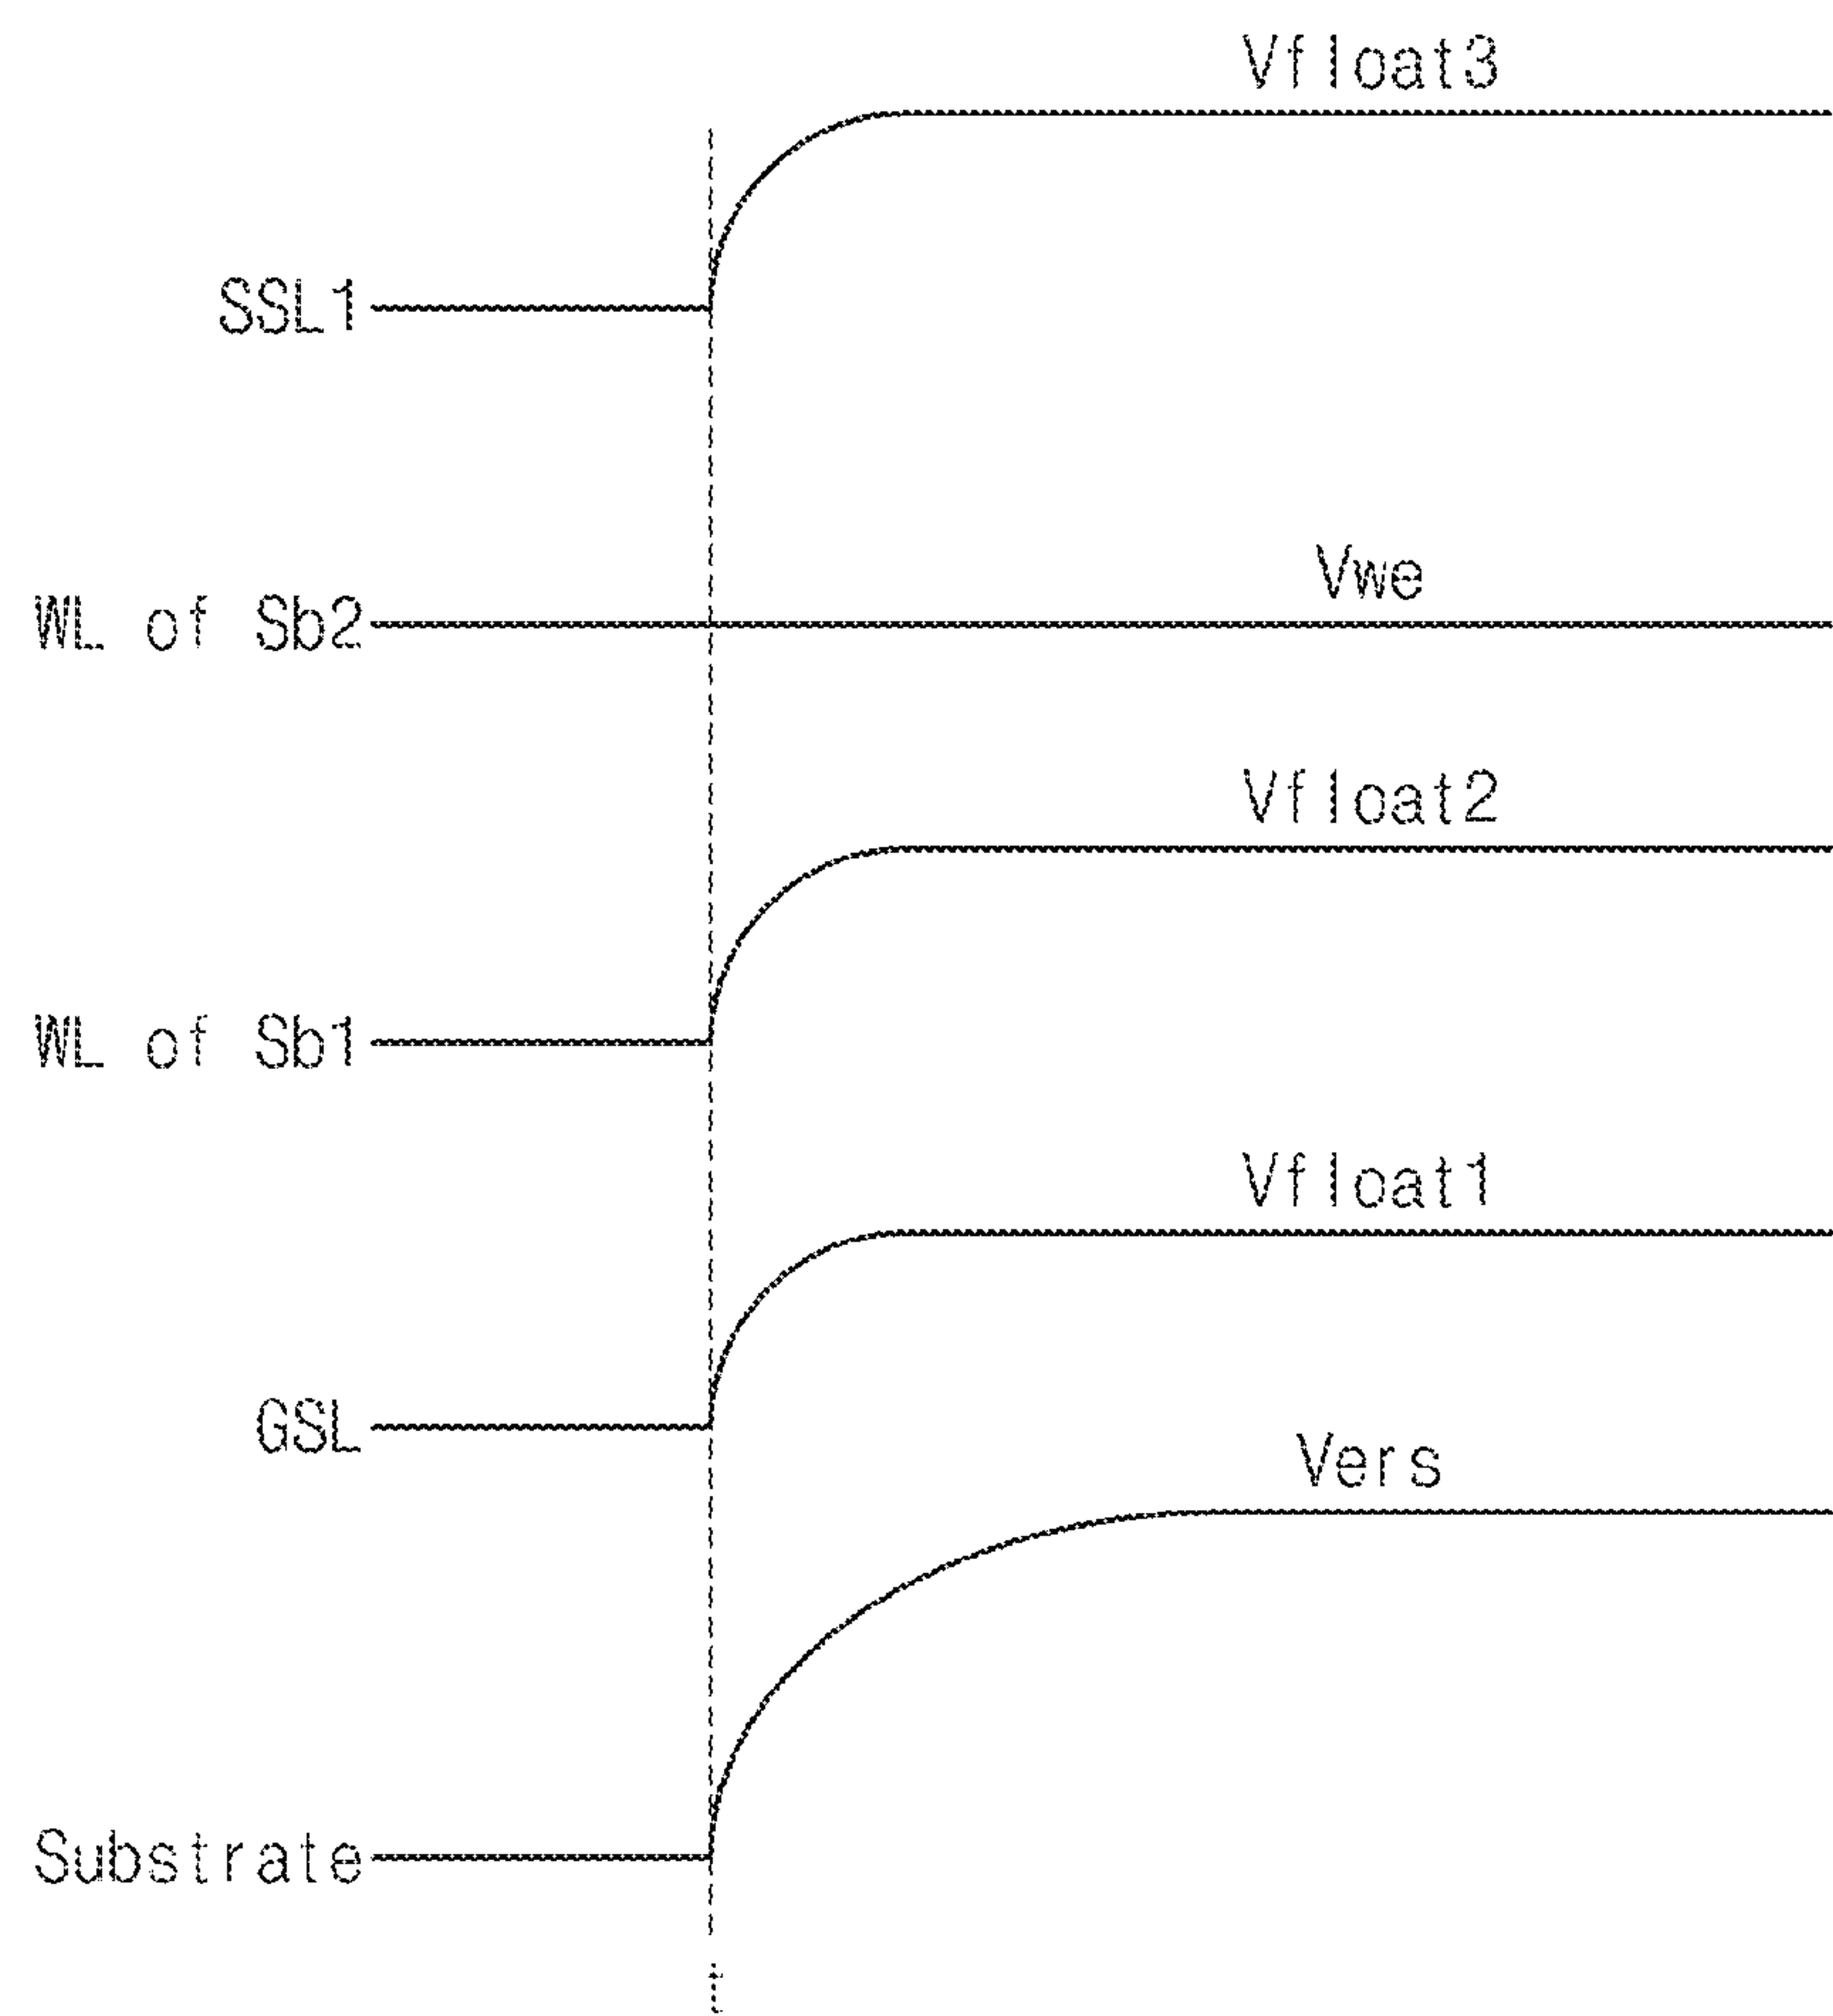 Vfloat3
SSL1
Vwe
WL of Sb2
Vfloat2
WL of Sb1
Vfloat1
GSL
Vers
Substrate
t